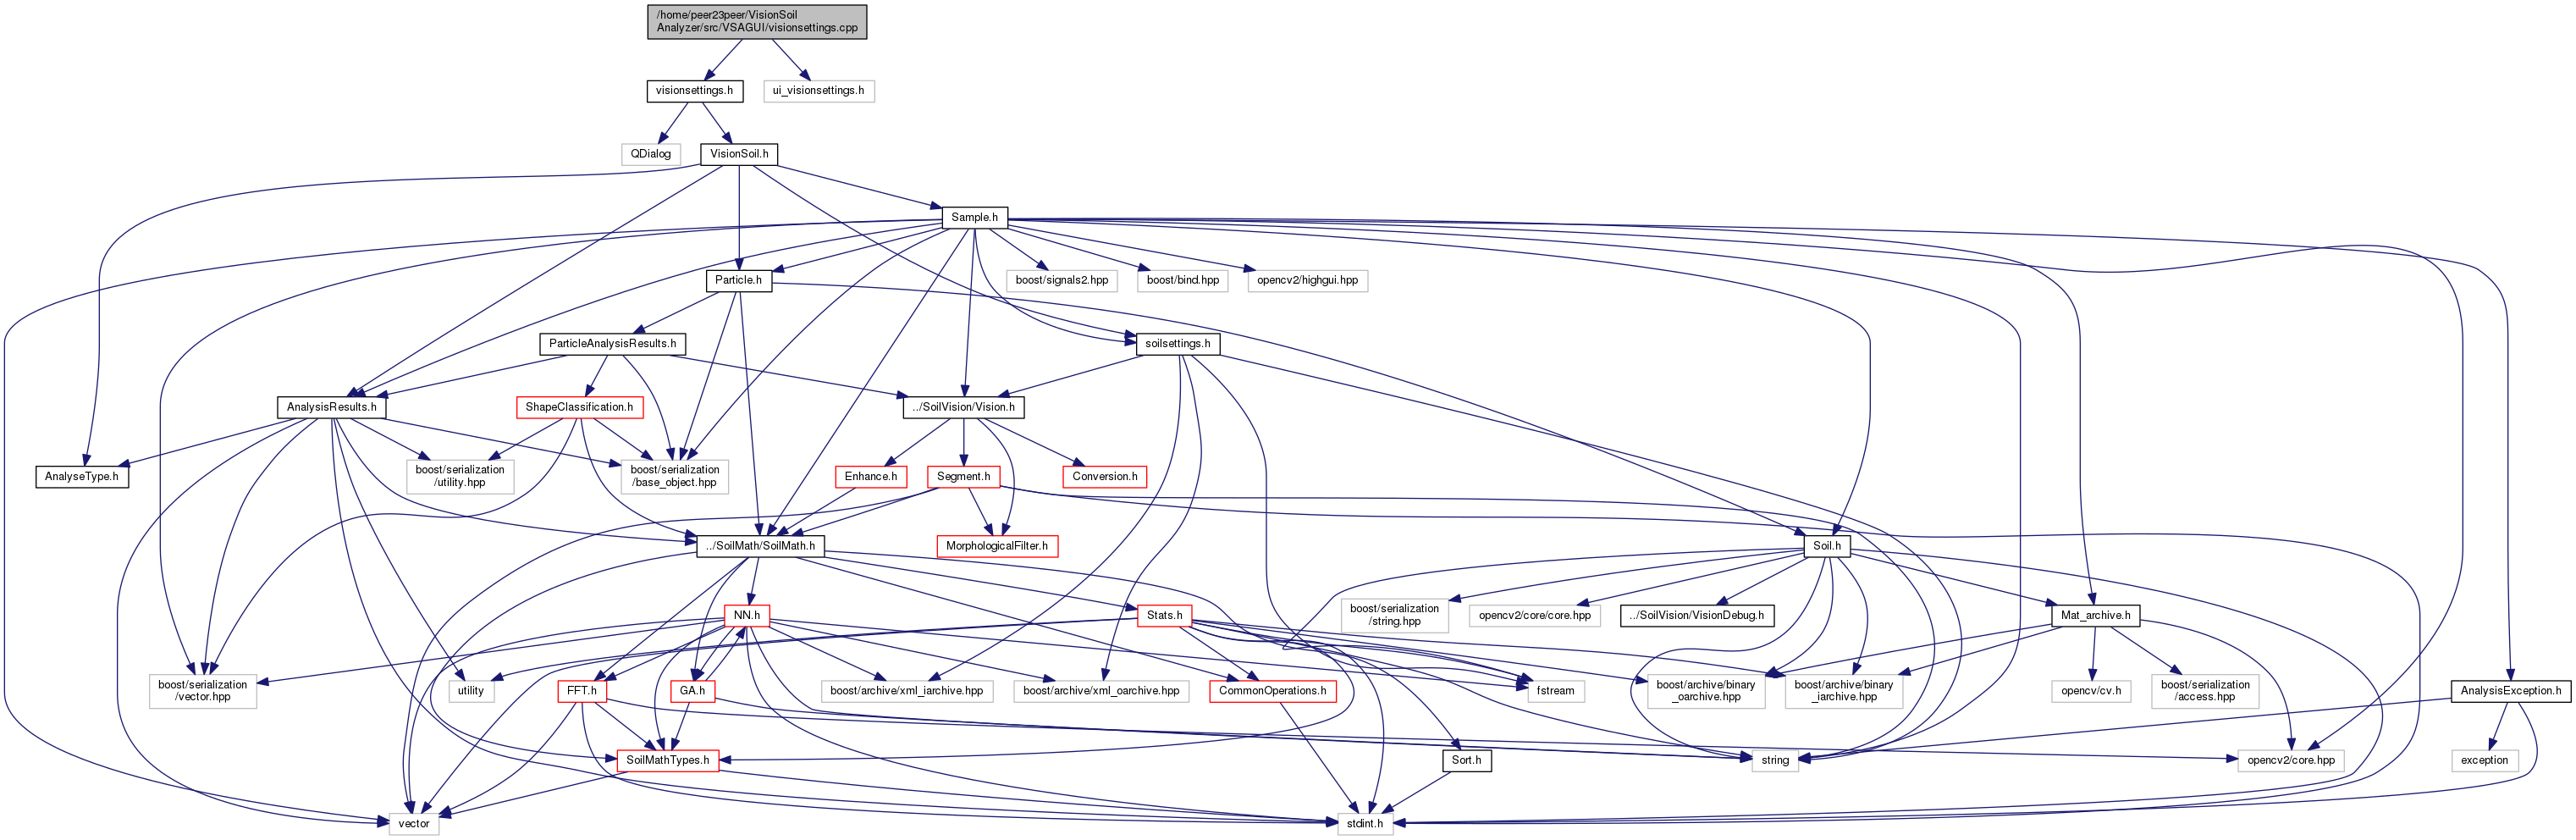 /home/peer23peer/VisionSoil
Analyzer/src/VSAGUI/visionsettings.cpp
visionsettings.h
ui_visionsettings.h
QDialog
VisionSoil.h
Sample.h
Particle.h
boost/signals2.hpp
boost/bind.hpp
opencv2/highgui.hpp
ParticleAnalysisResults.h
soilsettings.h
AnalysisResults.h
ShapeClassification.h
../SoilVision/Vision.h
AnalyseType.h
boost/serialization
/utility.hpp
boost/serialization
/base_object.hpp
Enhance.h
Segment.h
Conversion.h
../SoilMath/SoilMath.h
MorphologicalFilter.h
Soil.h
NN.h
Stats.h
boost/serialization
/string.hpp
opencv2/core/core.hpp
../SoilVision/VisionDebug.h
Mat_archive.h
boost/serialization
/vector.hpp
utility
FFT.h
GA.h
boost/archive/xml_iarchive.hpp
boost/archive/xml_oarchive.hpp
CommonOperations.h
fstream
boost/archive/binary
_oarchive.hpp
boost/archive/binary
_iarchive.hpp
opencv/cv.h
boost/serialization
/access.hpp
AnalysisException.h
SoilMathTypes.h
Sort.h
string
opencv2/core.hpp
exception
vector
stdint.h